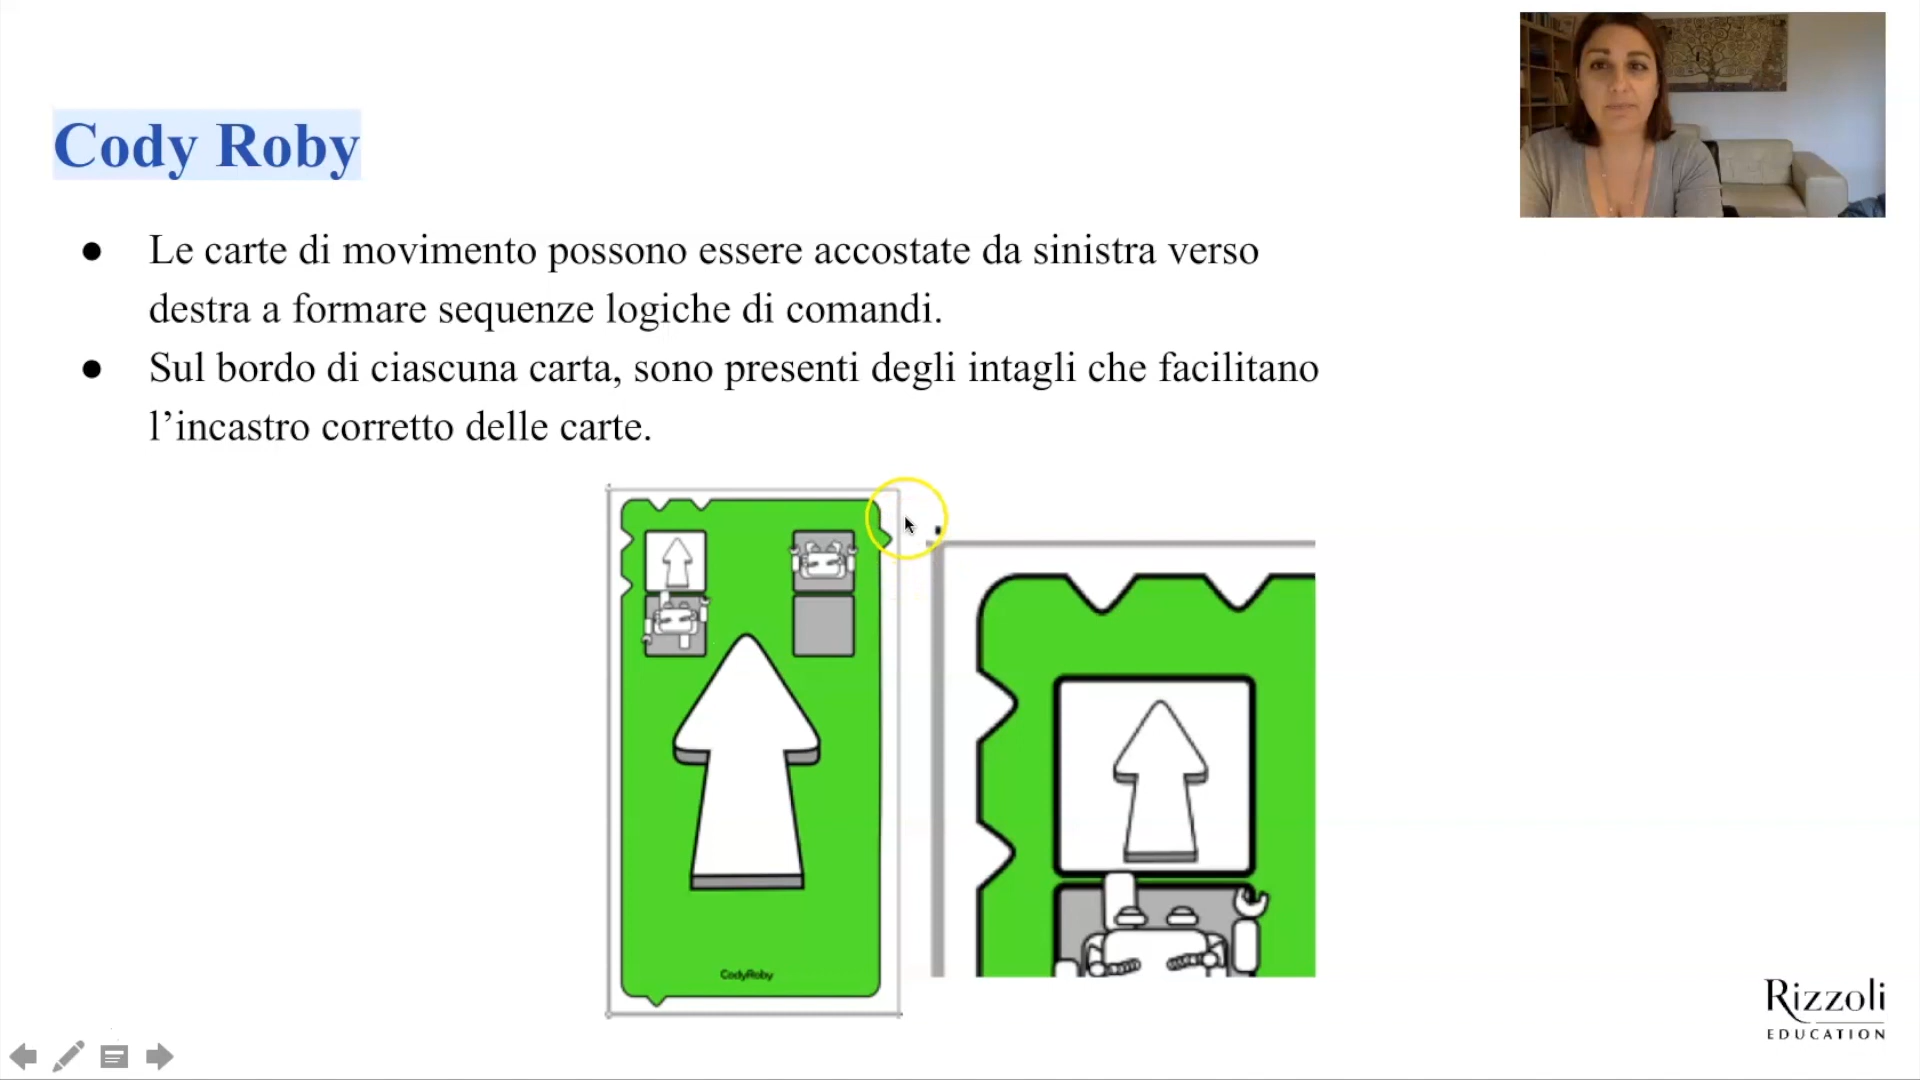 Cody Roby
● Le carte di movimento possono essere accostate da sinistra verso
destra a formare sequenze logiche di comandi.
● Sul bordo di ciascuna carta, sono presenti degli intagli che facilitano
l’incastro corretto delle carte.
CodyRoby
Rizzoli
EDUCATION